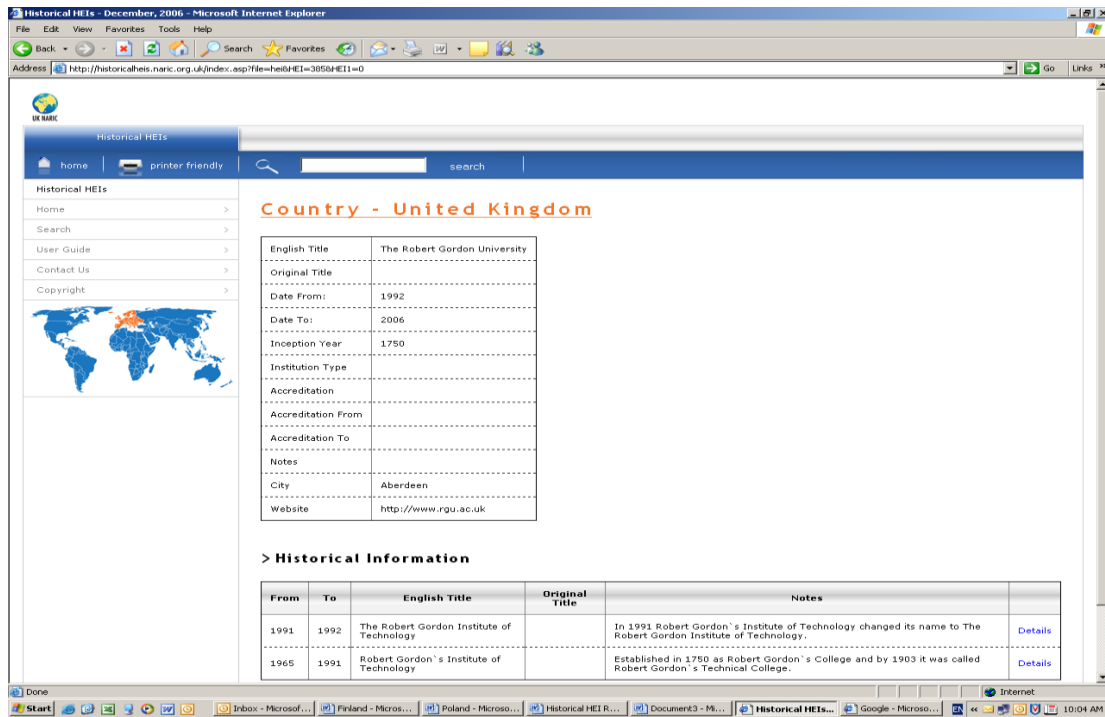 Historical HEIs - December, 2006 - Microsoft Internet Explorer
File Edit View Favorites Tools Help
Back Search Favorites
Address http://historicalheis.naric.org.uk/index.asp?file=hei&HEI=385&HEI1=0 Go Links »
UK NARIC
Historical HEIs
home printer friendly search
Historical HEIs
Home >
Search >
User Guide >
Contact Us >
Copyright >
Country - United Kingdom
English Title The Robert Gordon University
Original Title
Date From: 1992
Date To: 2006
Inception Year 1750
Institution Type
Accreditation
Accreditation From
Accreditation To
Notes
City Aberdeen
Website http://www.rgu.ac.uk
> Historical Information
From To English Title Original Title Notes
1991 1992 The Robert Gordon Institute of Technology In 1991 Robert Gordon`s Institute of Technology changed its name to The Robert Gordon Institute of Technology. Details
1965 1991 Robert Gordon`s Institute of Technology Established in 1750 as Robert Gordon`s College and by 1903 it was called Robert Gordon`s Technical College. Details
Done Internet
Start Inbox - Microsof... Finland - Micros... Poland - Microso... Historical HEI R... Document3 - Mi... Historical HEIs... Google - Microso... EN « 10:04 AM